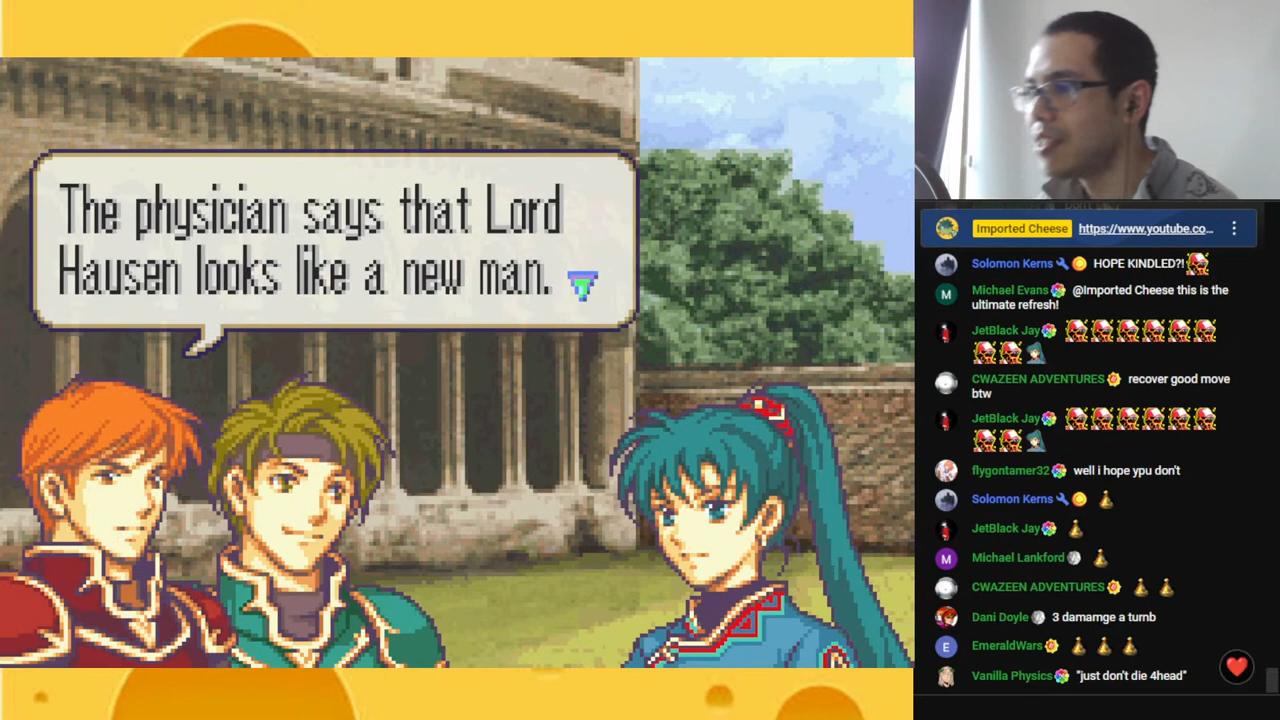 The physician says that Lord
Hausen looks like a new man.
Imported Cheese https://www.youtube.co...
Solomon Kerns HOPE KINDLED?!
Michael Evans @Imported Cheese this is the
ultimate refresh!
JetBlack Jay
CWAZEEN ADVENTURES recover good move
btw
JetBlack Jay
flygontamer32 well i hope ypu don't
Solomon Kerns
JetBlack Jay
Michael Lankford
CWAZEEN ADVENTURES
Dani Doyle 3 damamge a turnb
EmeraldWars
Vanilla Physics "just don't die 4head"